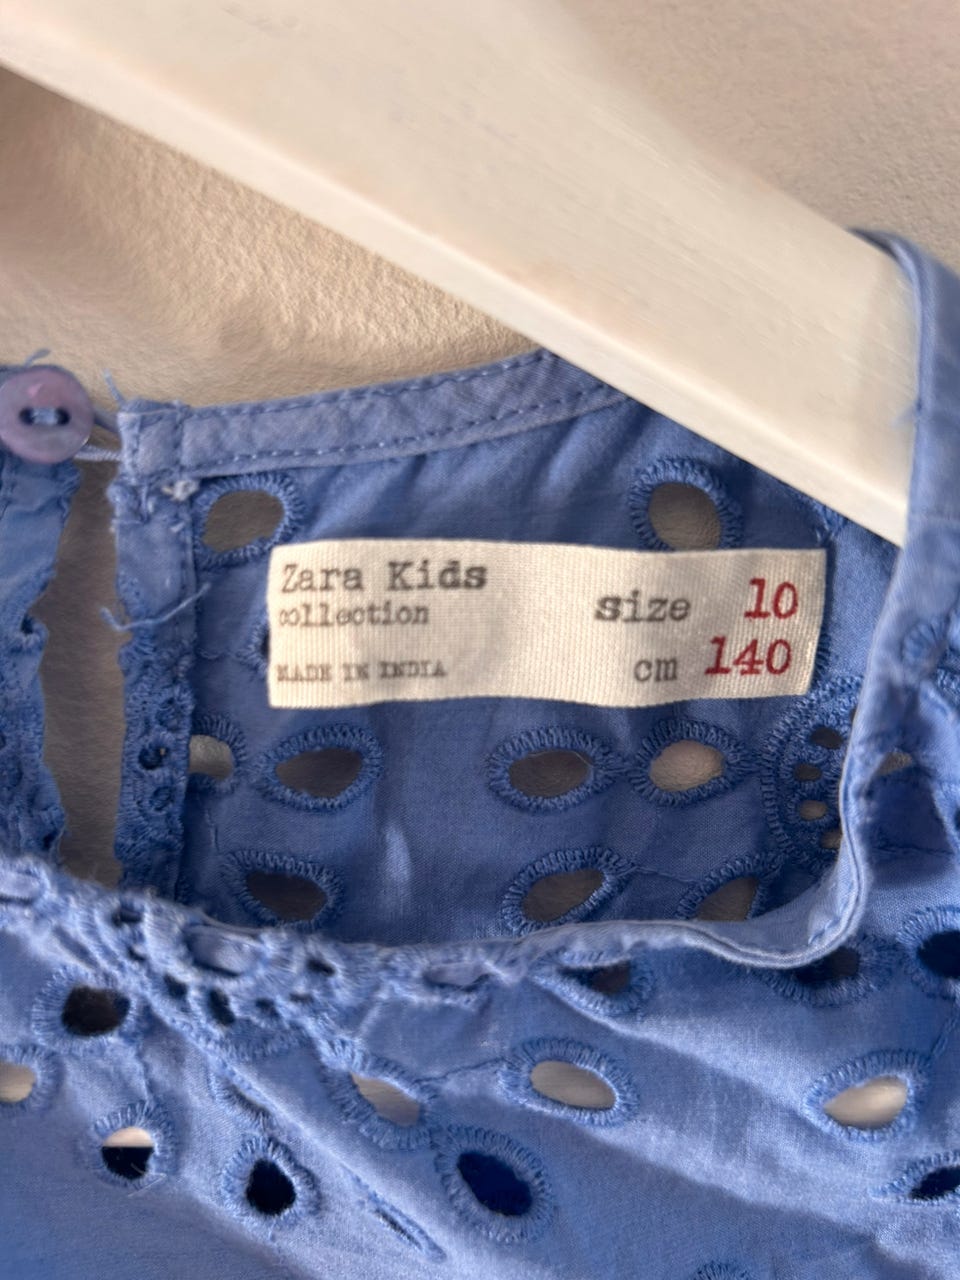 Zara Kids
collection
MADE IN INDIA
size 10
cm 140